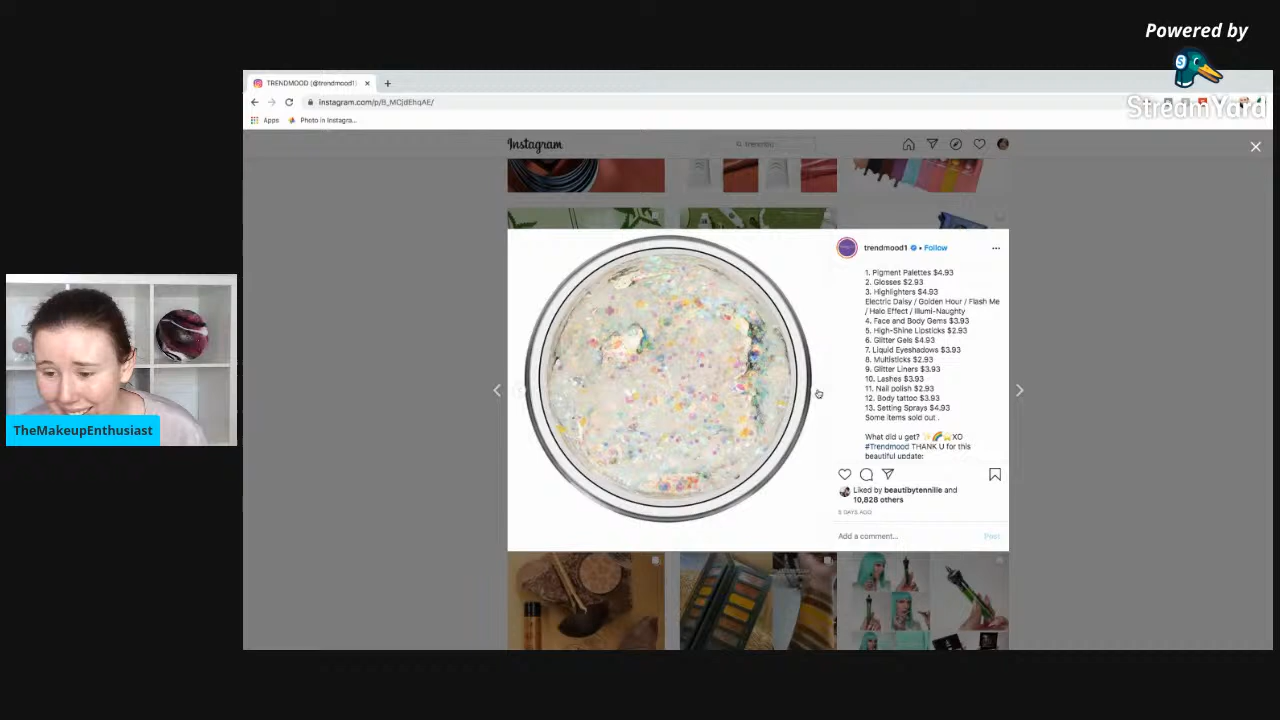 Powered by
StreamYard
TRENDMOOD (@trendmood1)
instagram.com/p/B_MCjdEhqAE/
Apps
Photo in Instagra...
Instagram
trendmood1 • Follow
1. Pigment Palettes $4.93
2. Glosses $2.93
3. Highlighters $4.93
Electric Daisy / Golden Hour / Flash Me
/ Halo Effect / Illumi-Naughty
4. Face and Body Gems $3.93
5. High-Shine Lipsticks $2.93
6. Glitter Gels $4.93
7. Liquid Eyeshadows $3.93
8. Multisticks $2.93
9. Glitter Liners $3.93
10. Lashes $3.93
11. Nail polish $2.93
12. Body tattoo $3.93
13. Setting Sprays $4.93
Some items sold out .
What did u get? ✨🌈⭐XO
#Trendmood THANK U for this
beautiful update:
Liked by beautibytennille and
10,828 others
5 DAYS AGO
Add a comment... Post
TheMakeupEnthusiast